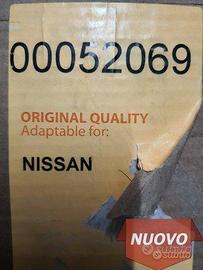 00052069
ORIGINAL QUALITY
Adaptable for:
NISSAN
NUOVO